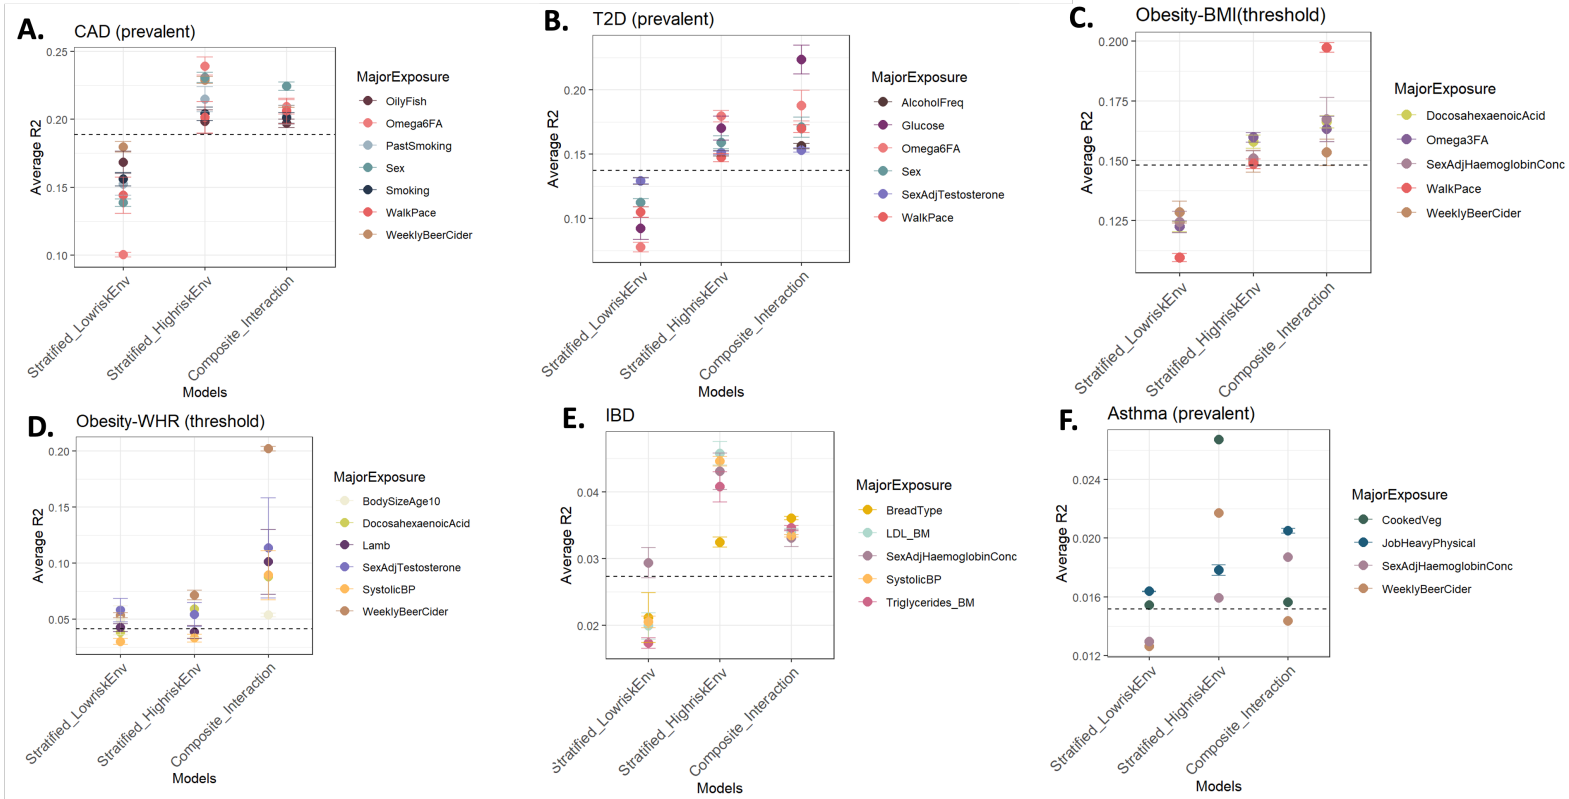 A.
CAD (prevalent)
0.25
0.20
0.15
0.10
Average R2
Stratified_LowriskEnv
Stratified_HighriskEnv
Composite_Interaction
Models
MajorExposure
OilyFish
Omega6FA
PastSmoking
Sex
Smoking
WalkPace
WeeklyBeerCider
B.
T2D (prevalent)
0.20
0.15
0.10
Average R2
Stratified_LowriskEnv
Stratified_HighriskEnv
Composite_Interaction
Models
MajorExposure
AlcoholFreq
Glucose
Omega6FA
Sex
SexAdjTestosterone
WalkPace
C.
Obesity-BMI(threshold)
0.200
0.175
0.150
0.125
Average R2
Stratified_LowriskEnv
Stratified_HighriskEnv
Composite_Interaction
Models
MajorExposure
DocosahexaenoicAcid
Omega3FA
SexAdjHaemoglobinConc
WalkPace
WeeklyBeerCider
D.
Obesity-WHR (threshold)
0.20
0.15
0.10
0.05
Average R2
Stratified_LowriskEnv
Stratified_HighriskEnv
Composite_Interaction
Models
MajorExposure
BodySizeAge10
DocosahexaenoicAcid
Lamb
SexAdjTestosterone
SystolicBP
WeeklyBeerCider
E.
IBD
0.04
0.03
0.02
Average R2
Stratified_LowriskEnv
Stratified_HighriskEnv
Composite_Interaction
Models
MajorExposure
BreadType
LDL_BM
SexAdjHaemoglobinConc
SystolicBP
Triglycerides_BM
F.
Asthma (prevalent)
0.024
0.020
0.016
0.012
Average R2
Stratified_LowriskEnv
Stratified_HighriskEnv
Composite_Interaction
Models
MajorExposure
CookedVeg
JobHeavyPhysical
SexAdjHaemoglobinConc
WeeklyBeerCider